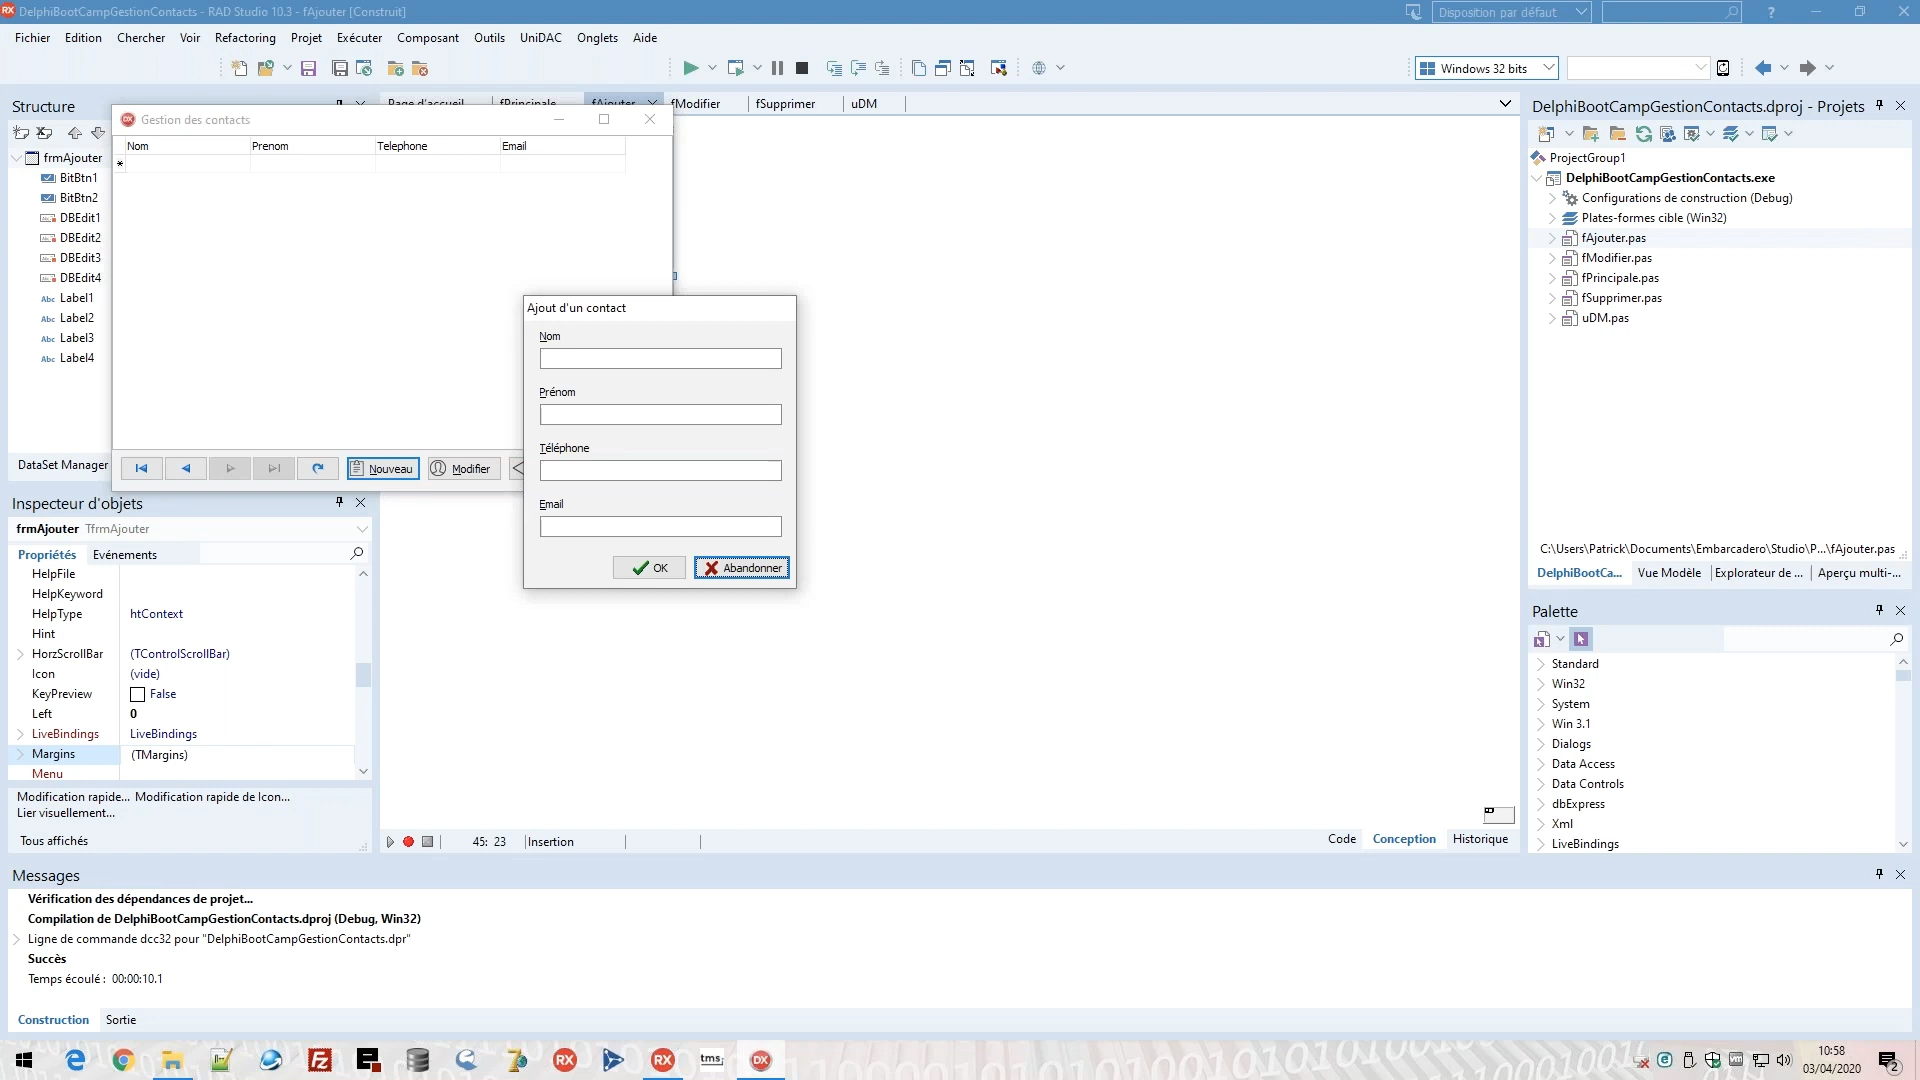 DelphiBootCampGestionContacts - RAD Studio 10.3 - fAjouter [Construit]
Disposition par défaut
Fichier Edition Chercher Voir Refactoring Projet Exécuter Composant Outils UniDAC Onglets Aide
Windows 32 bits
Structure
Page d'accueil fPrincipale fAjouter fModifier fSupprimer uDM
Gestion des contacts
Nom Prenom Telephone Email
frmAjouter
BitBtn1
BitBtn2
DBEdit1
DBEdit2
DBEdit3
DBEdit4
Label1
Label2
Label3
Label4
DataSet Manager
Nouveau
Modifier
Ajout d'un contact
Nom
Prénom
Téléphone
Email
OK
Abandonner
Inspecteur d'objets
frmAjouter TfrmAjouter
Propriétés Evénements
HelpFile
HelpKeyword
HelpType htContext
Hint
HorzScrollBar (TControlScrollBar)
Icon (vide)
KeyPreview False
Left 0
LiveBindings LiveBindings
Margins (TMargins)
Menu
Modification rapide... Modification rapide de Icon...
Lier visuellement...
Tous affichés
45: 23 Insertion
Code Conception Historique
DelphiBootCampGestionContacts.dproj - Projets
ProjectGroup1
DelphiBootCampGestionContacts.exe
Configurations de construction (Debug)
Plates-formes cible (Win32)
fAjouter.pas
fModifier.pas
fPrincipale.pas
fSupprimer.pas
uDM.pas
C:\Users\Patrick\Documents\Embarcadero\Studio\P...\fAjouter.pas
DelphiBootCa... Vue Modèle Explorateur de ... Aperçu multi-...
Palette
Standard
Win32
System
Win 3.1
Dialogs
Data Access
Data Controls
dbExpress
Xml
LiveBindings
Messages
Vérification des dépendances de projet...
Compilation de DelphiBootCampGestionContacts.dproj (Debug, Win32)
Ligne de commande dcc32 pour "DelphiBootCampGestionContacts.dpr"
Succès
Temps écoulé : 00:00:10.1
Construction Sortie
RX RX tms DX
10:58
03/04/2020
2